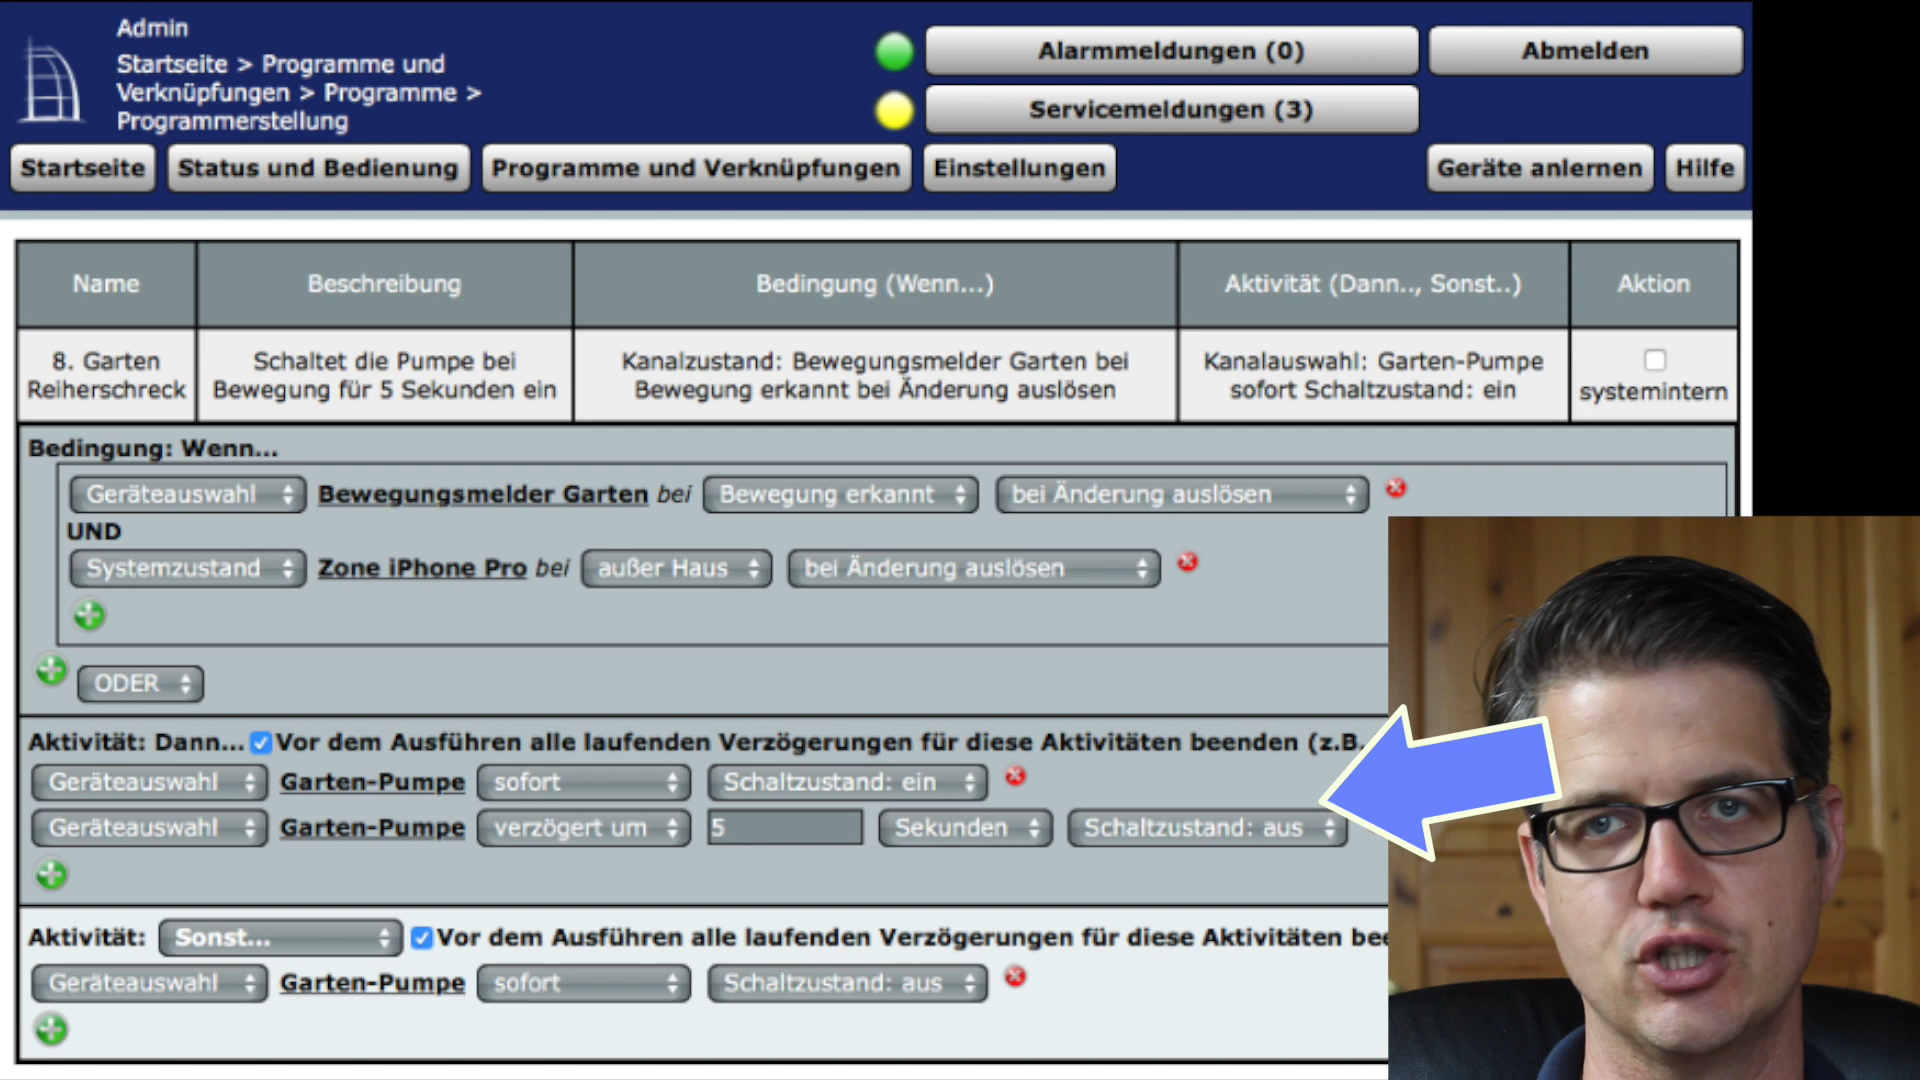 Admin
Startseite > Programme und
Verknüpfungen > Programme >
Programmerstellung
Alarmmeldungen (0)
Abmelden
Servicemeldungen (3)
Startseite
Status und Bedienung
Programme und Verknüpfungen
Einstellungen
Geräte anlernen
Hilfe
Name
Beschreibung
Bedingung (Wenn...)
Aktivität (Dann.., Sonst..)
Aktion
8. Garten
Reiherschreck
Schaltet die Pumpe bei
Bewegung für 5 Sekunden ein
Kanalzustand: Bewegungsmelder Garten bei
Bewegung erkannt bei Änderung auslösen
Kanalauswahl: Garten-Pumpe
sofort Schaltzustand: ein
systemintern
Bedingung: Wenn...
Geräteauswahl Bewegungsmelder Garten bei Bewegung erkannt bei Änderung auslösen
UND
Systemzustand Zone iPhone Pro bei außer Haus bei Änderung auslösen
ODER
Aktivität: Dann... Vor dem Ausführen alle laufenden Verzögerungen für diese Aktivitäten beenden (z.B.
Geräteauswahl Garten-Pumpe sofort Schaltzustand: ein
Geräteauswahl Garten-Pumpe verzögert um 5 Sekunden Schaltzustand: aus
Aktivität: Sonst... Vor dem Ausführen alle laufenden Verzögerungen für diese Aktivitäten bee
Geräteauswahl Garten-Pumpe sofort Schaltzustand: aus